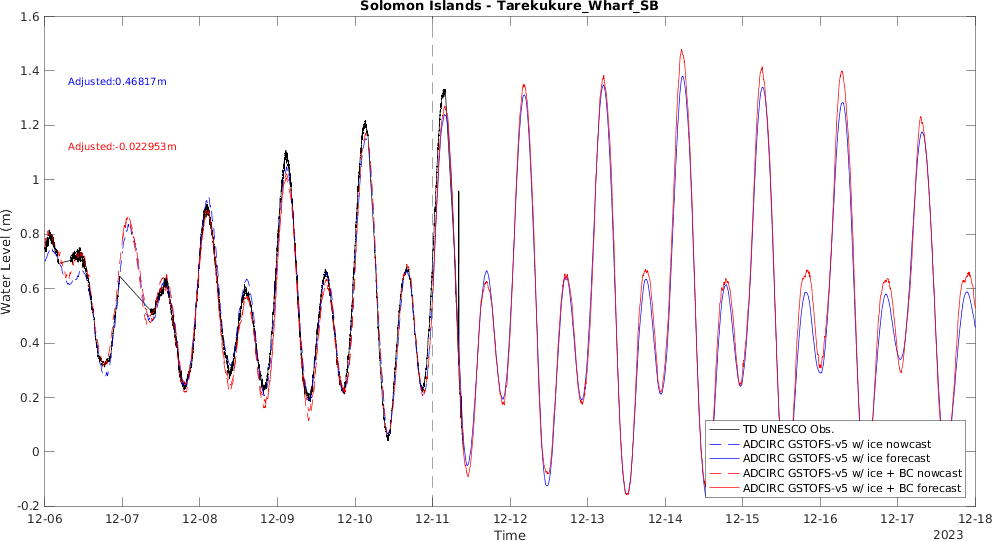 Solomon Islands - Tarekukure_Wharf_SB
1.6
1.4
1.2
1
0.8
0.6
0.4
0.2
0
-0.2
Water Level (m)
Adjusted:0.46817m
Adjusted:-0.022953m
TD UNESCO Obs.
ADCIRC GSTOFS-v5 w/ ice nowcast
ADCIRC GSTOFS-v5 w/ ice forecast
ADCIRC GSTOFS-v5 w/ ice + BC nowcast
ADCIRC GSTOFS-v5 w/ ice + BC forecast
12-06 12-07 12-08 12-09 12-10 12-11 12-12 12-13 12-14 12-15 12-16 12-17 12-18
Time
2023